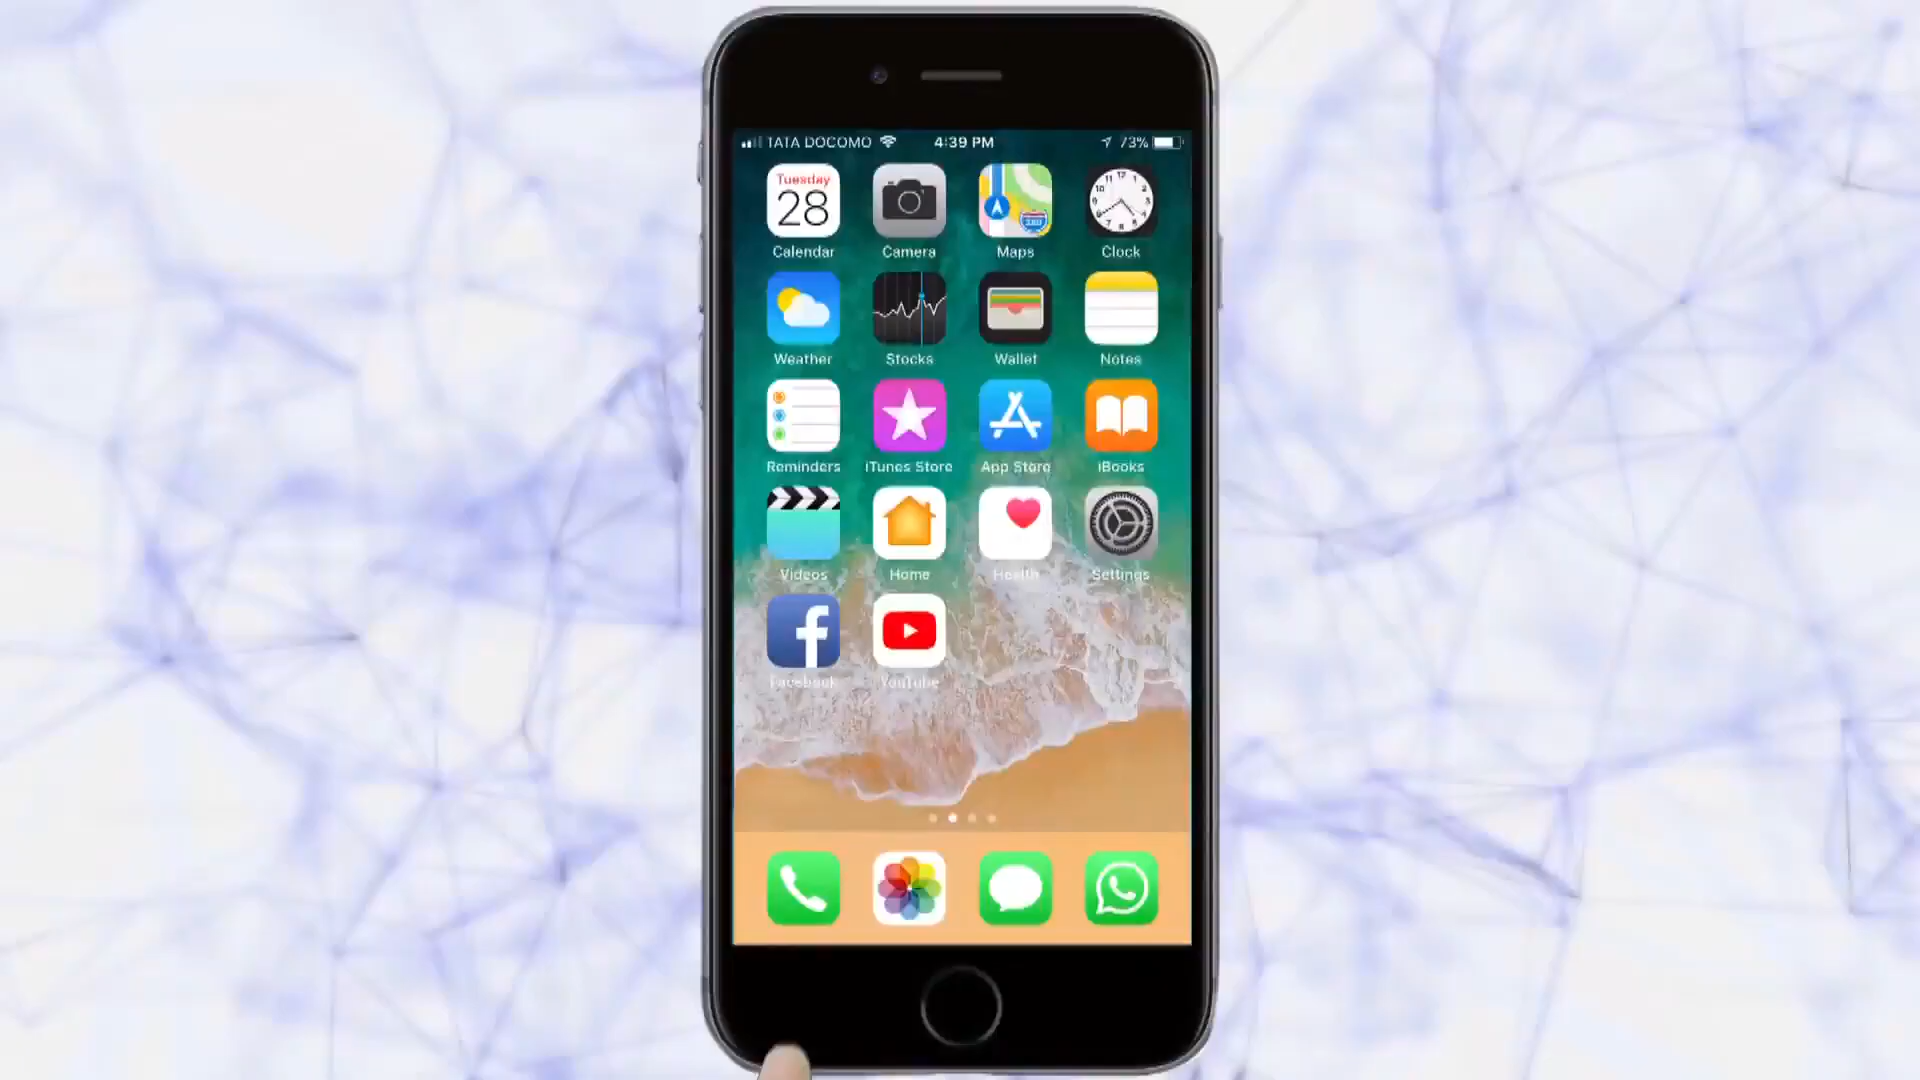 TATA DOCOMO 4:39 PM 73%
Tuesday
28
Calendar Camera Maps Clock
Weather Stocks Wallet Notes
Reminders iTunes Store App Store iBooks
Videos Home Health Settings
Facebook YouTube